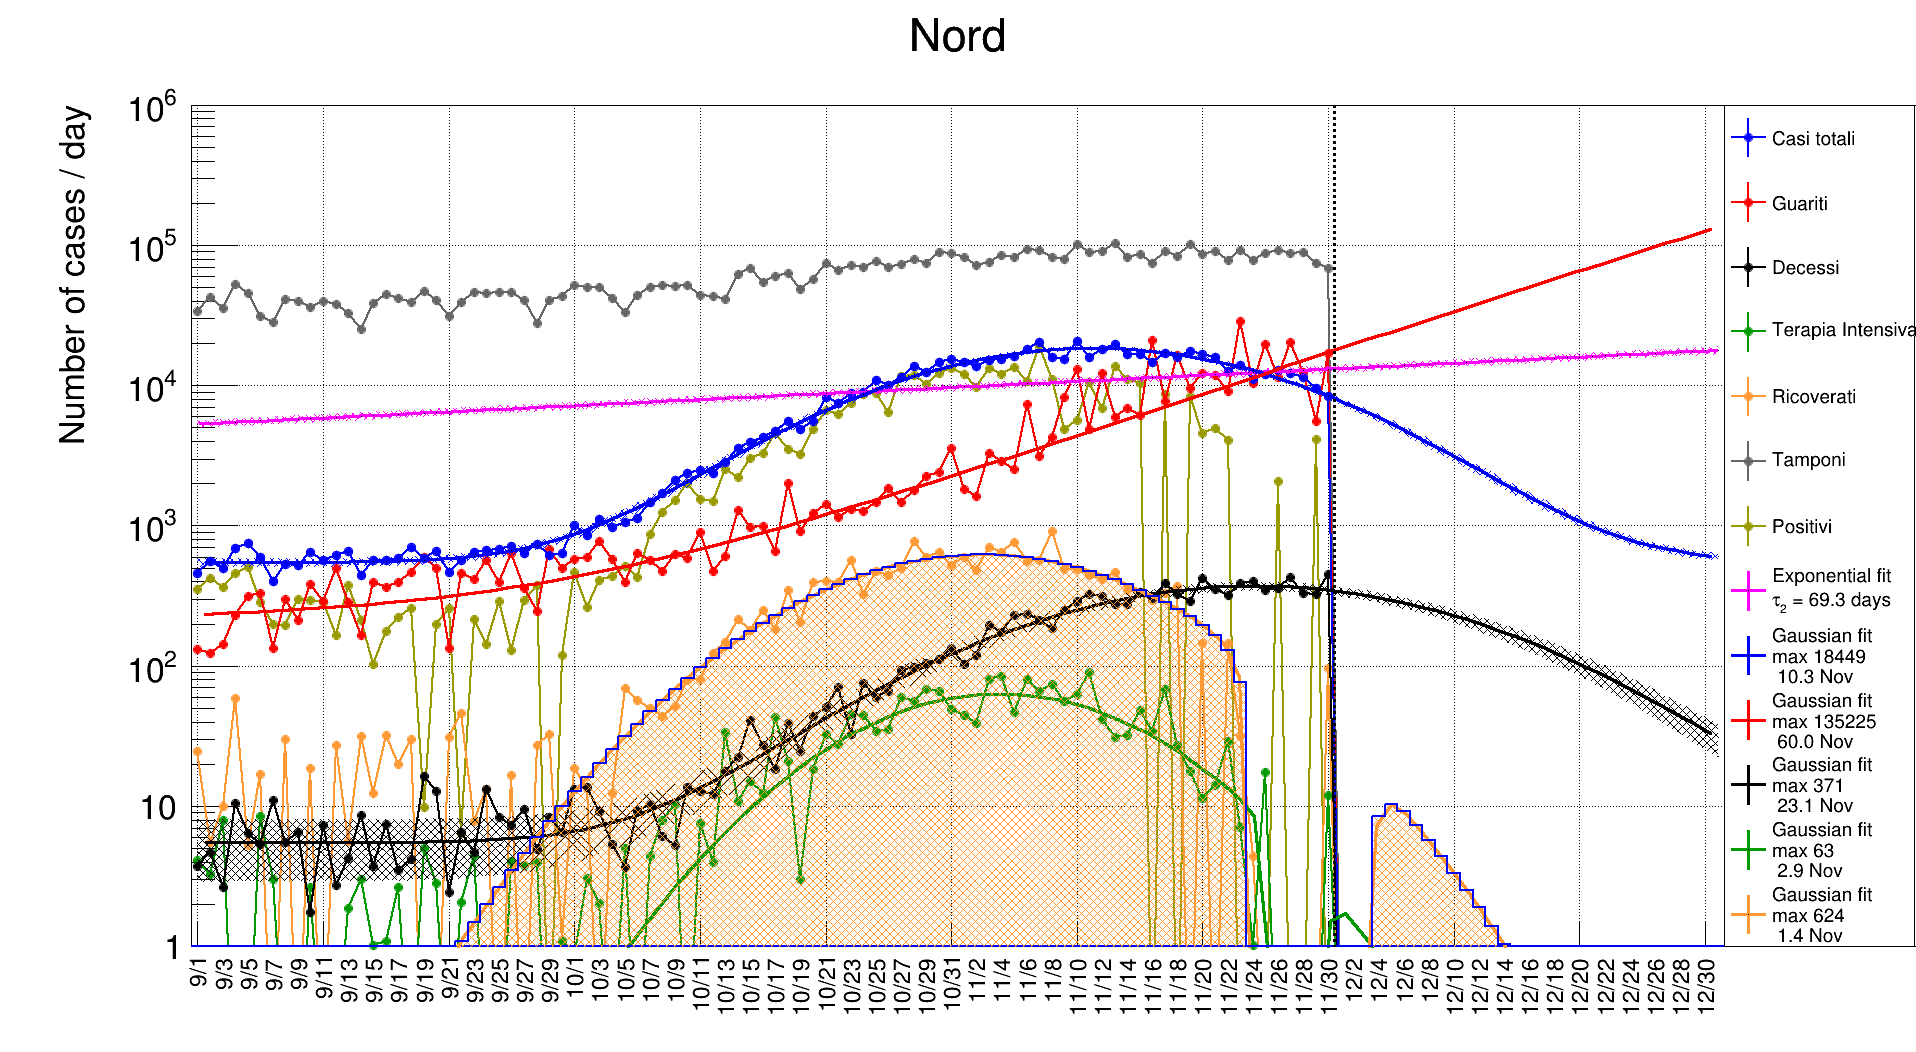 Nord
Number of cases / day
10^6
10^5
10^4
10^3
10^2
10
1
9/1
9/3
9/5
9/7
9/9
9/11
9/13
9/15
9/17
9/19
9/21
9/23
9/25
9/27
9/29
10/1
10/3
10/5
10/7
10/9
10/11
10/13
10/15
10/17
10/19
10/21
10/23
10/25
10/27
10/29
10/31
11/2
11/4
11/6
11/8
11/10
11/12
11/14
11/16
11/18
11/20
11/22
11/24
11/26
11/28
11/30
12/2
12/4
12/6
12/8
12/10
12/12
12/14
12/16
12/18
12/20
12/22
12/24
12/26
12/28
12/30
Casi totali
Guariti
Decessi
Terapia Intensiva
Ricoverati
Tamponi
Positivi
Exponential fit
τ₂ = 69.3 days
Gaussian fit
max 18449
10.3 Nov
Gaussian fit
max 135225
60.0 Nov
Gaussian fit
max 371
23.1 Nov
Gaussian fit
max 63
2.9 Nov
Gaussian fit
max 624
1.4 Nov